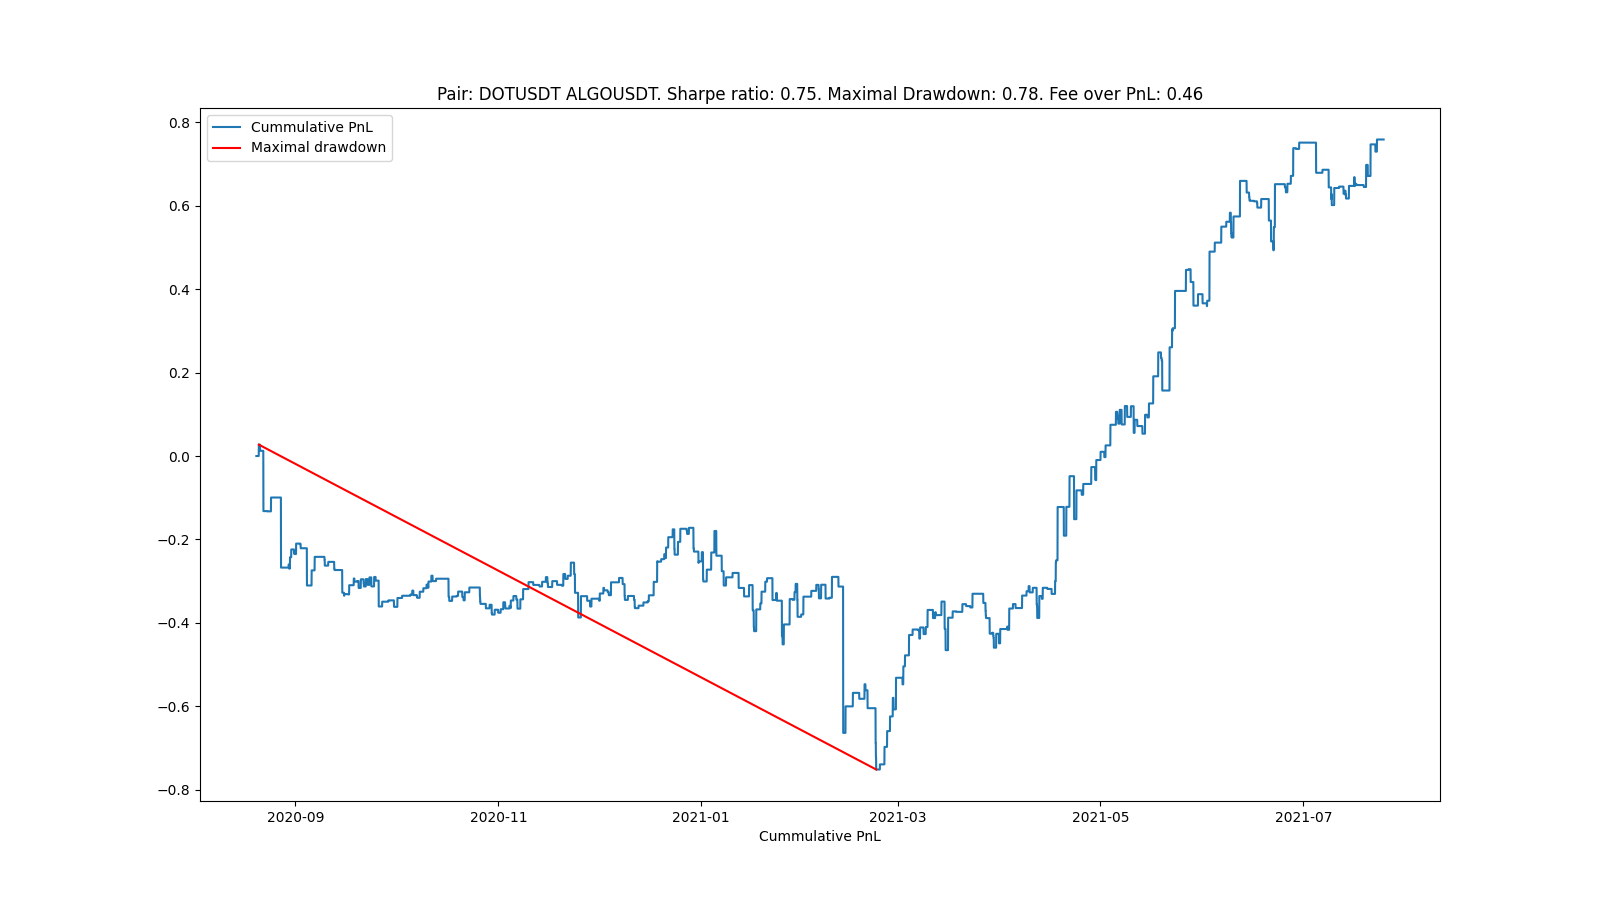 Pair: DOTUSDT ALGOUSDT. Sharpe ratio: 0.75. Maximal Drawdown: 0.78. Fee over PnL: 0.46
Cummulative PnL
Maximal drawdown
0.8
0.6
0.4
0.2
0.0
−0.2
−0.4
−0.6
−0.8
2020-09 2020-11 2021-01 2021-03 2021-05 2021-07
Cummulative PnL